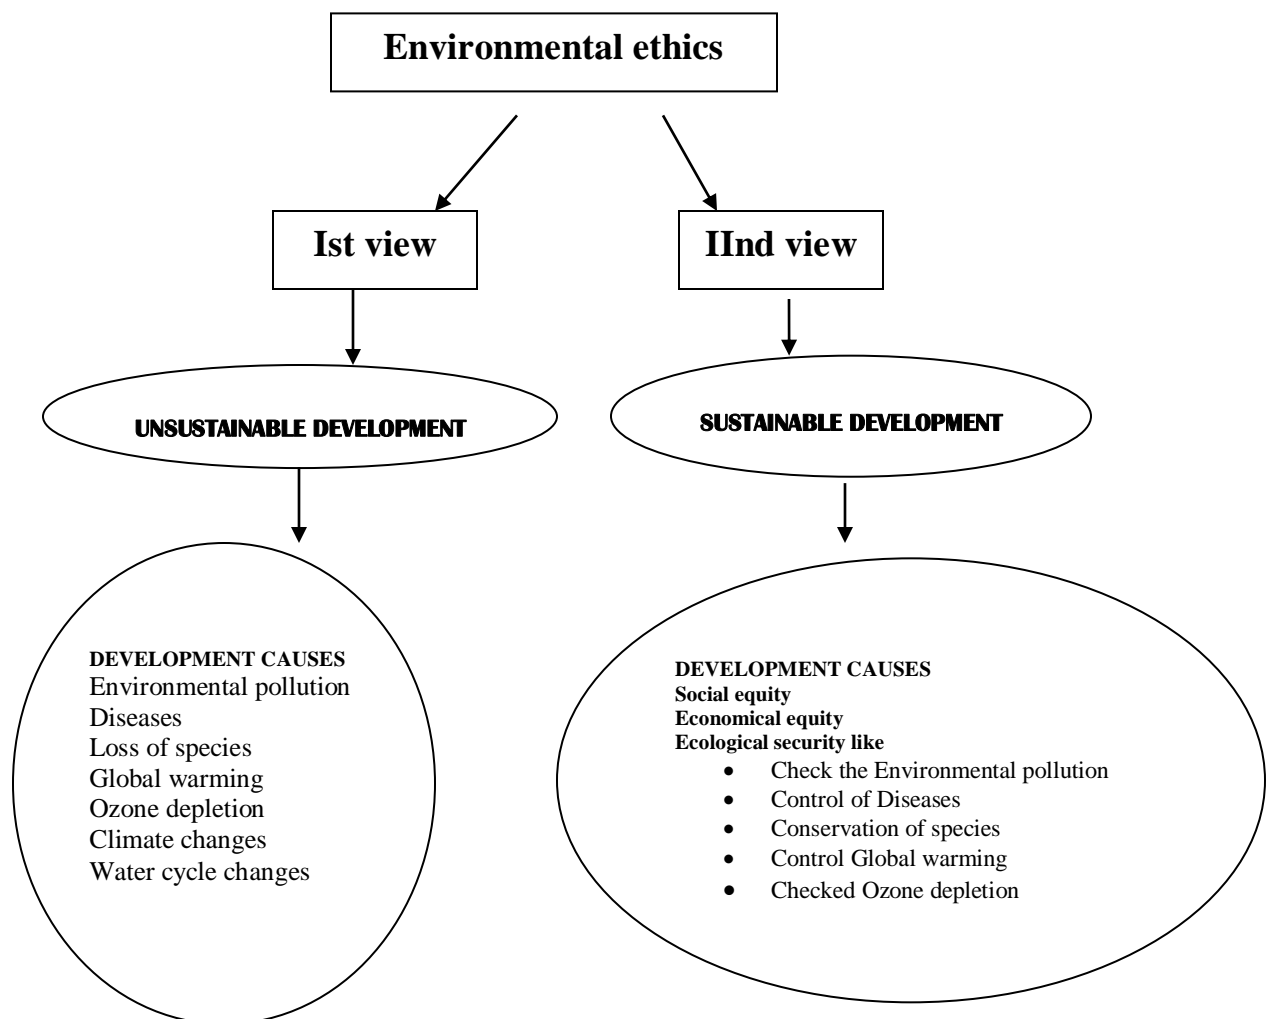 Environmental ethics
Ist view
IInd view
UNSUSTAINABLE DEVELOPMENT
SUSTAINABLE DEVELOPMENT
DEVELOPMENT CAUSES
Environmental pollution
Diseases
Loss of species
Global warming
Ozone depletion
Climate changes
Water cycle changes
DEVELOPMENT CAUSES
Social equity
Economical equity
Ecological security like
• Check the Environmental pollution
• Control of Diseases
• Conservation of species
• Control Global warming
• Checked Ozone depletion